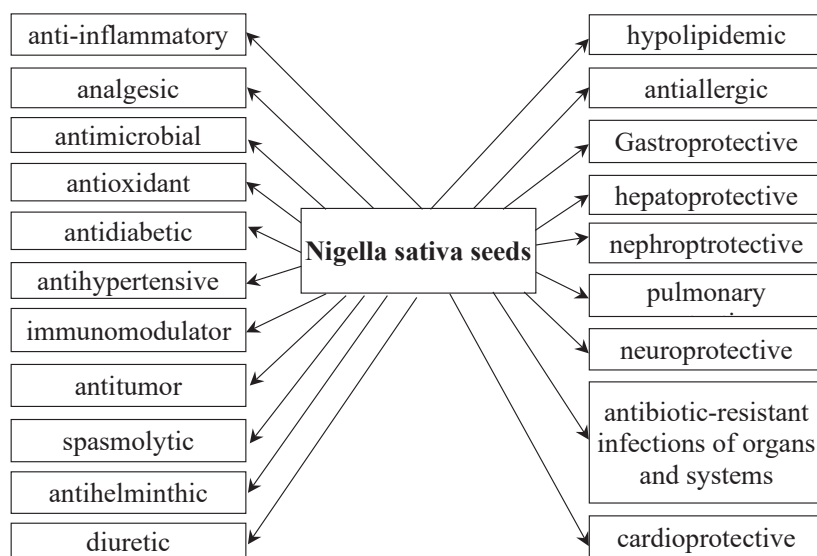 anti-inflammatory
analgesic
antimicrobial
antioxidant
antidiabetic
antihypertensive
immunomodulator
antitumor
spasmolytic
antihelminthic
diuretic
Nigella sativa seeds
hypolipidemic
antiallergic
Gastroprotective
hepatoprotective
nephroptrotective
pulmonary
neuroprotective
antibiotic-resistant
infections of organs
and systems
cardioprotective